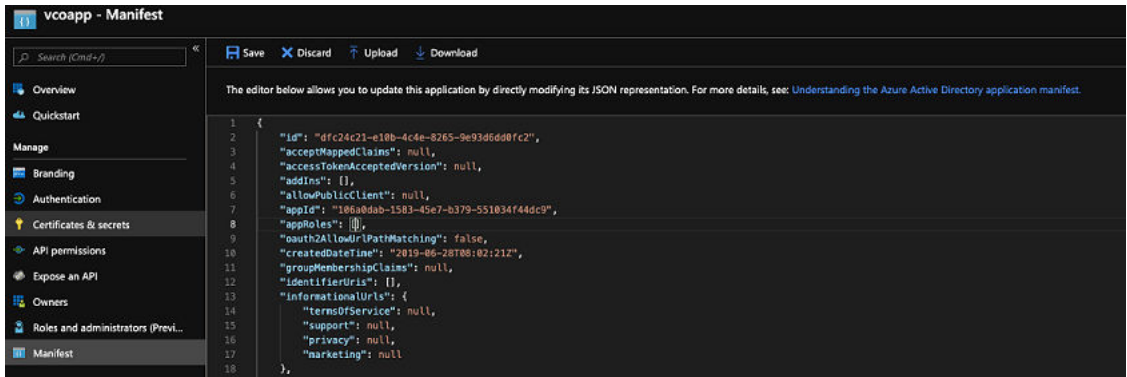 vcoapp - Manifest
Search (Cmd+/)
«
Save Discard Upload Download
Overview
Quickstart
Manage
Branding
Authentication
Certificates & secrets
API permissions
Expose an API
Owners
Roles and administrators (Previ...
Manifest
The editor below allows you to update this application by directly modifying its JSON representation. For more details, see: Understanding the Azure Active Directory application manifest.
1 {
2 "id": "dfc24c21-e10b-4c4e-8265-9e93d6dd0fc2",
3 "acceptMappedClaims": null,
4 "accessTokenAcceptedVersion": null,
5 "addIns": [],
6 "allowPublicClient": null,
7 "appId": "106a0dab-1583-45e7-b379-551034f44dc9",
8 "appRoles": [],
9 "oauth2AllowUrlPathMatching": false,
10 "createdDateTime": "2019-06-28T08:02:21Z",
11 "groupMembershipClaims": null,
12 "identifierUris": [],
13 "informationalUrls": {
14 "termsOfService": null,
15 "support": null,
16 "privacy": null,
17 "marketing": null
18 },